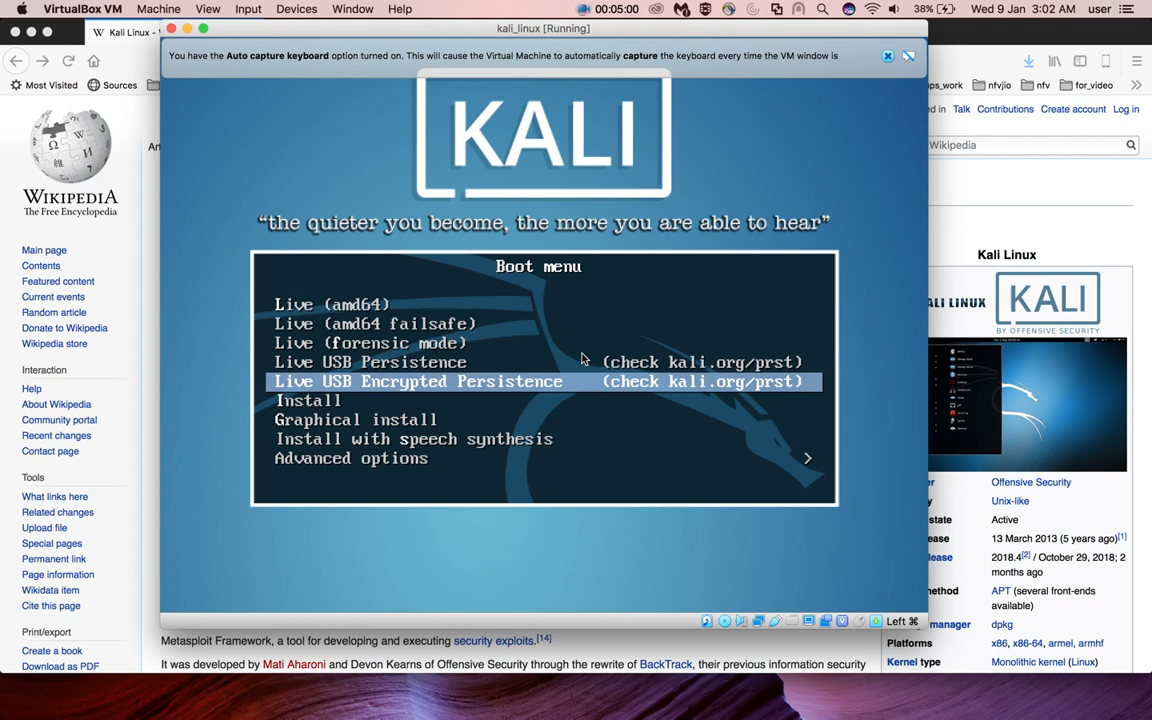 VirtualBox VM Machine View Input Devices Window Help 00:05:00 38% Wed 9 Jan 3:02 AM user
kali_linux [Running]
Kali Linux -
You have the Auto capture keyboard option turned on. This will cause the Virtual Machine to automatically capture the keyboard every time the VM window is
Most Visited Sources
nfvjio nfv for_video
Talk Contributions Create account Log in
Wikipedia
WIKIPEDIA
The Free Encyclopedia
Main page
Contents
Featured content
Current events
Random article
Donate to Wikipedia
Wikipedia store
Interaction
Help
About Wikipedia
Community portal
Recent changes
Contact page
Tools
What links here
Related changes
Upload file
Special pages
Permanent link
Page information
Wikidata item
Cite this page
Print/export
Create a book
Download as PDF
KALI
“the quieter you become, the more you are able to hear”
Boot menu
Live (amd64)
Live (amd64 failsafe)
Live (forensic mode)
Live USB Persistence (check kali.org/prst)
Live USB Encrypted Persistence (check kali.org/prst)
Install
Graphical install
Install with speech synthesis
Advanced options >
Left ⌘
Kali Linux
ALI LINUX
KALI
BY OFFENSIVE SECURITY
Offensive Security
Unix-like
state Active
ease 13 March 2013 (5 years ago)[1]
lease 2018.4[2] / October 29, 2018; 2
months ago
method APT (several front-ends
available)
manager dpkg
Platforms x86, x86-64, armel, armhf
Kernel type Monolithic kernel (Linux)
Metasploit Framework, a tool for developing and executing security exploits.[14]
It was developed by Mati Aharoni and Devon Kearns of Offensive Security through the rewrite of BackTrack, their previous information security